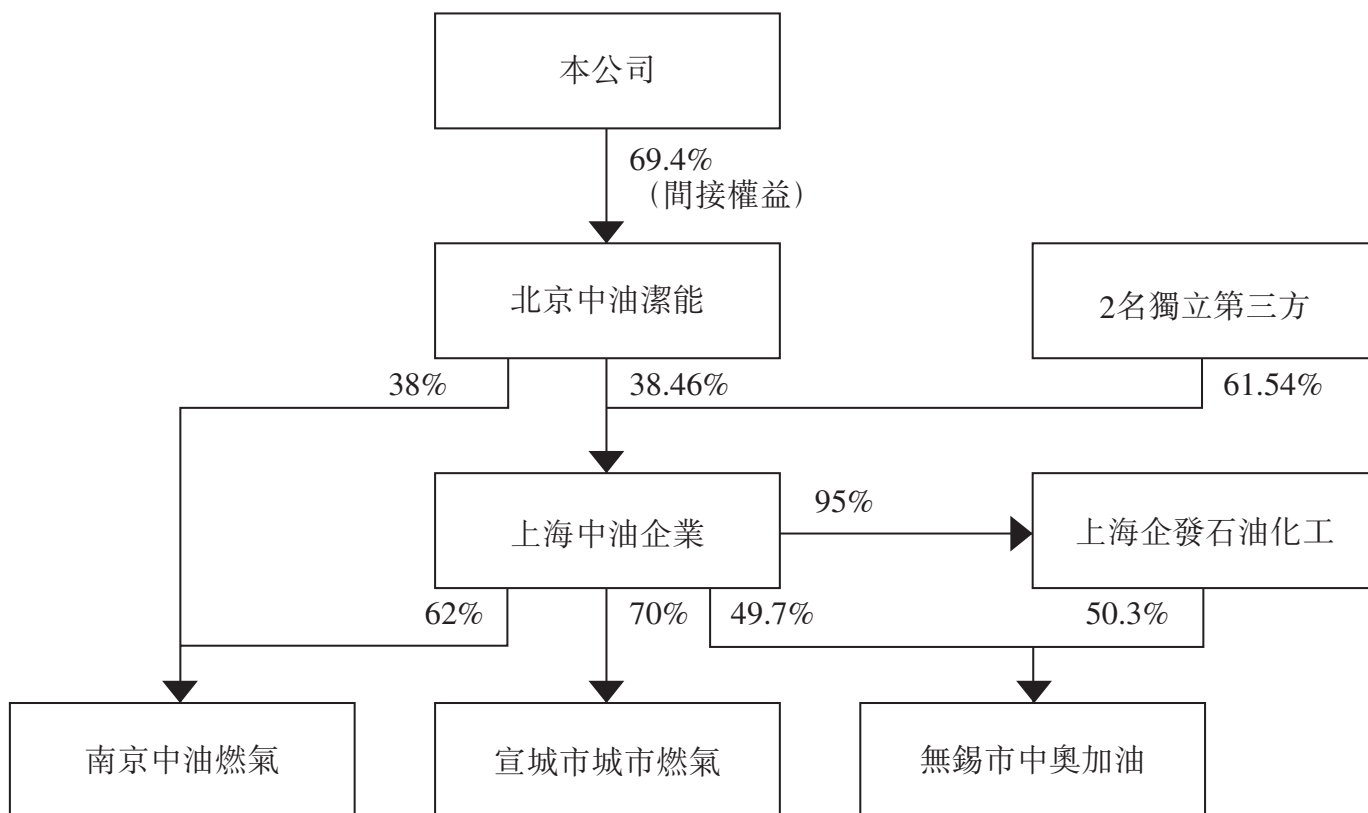 本公司
69.4%
（間接權益）
北京中油潔能
2名獨立第三方
38%
38.46%
61.54%
上海中油企業
95%
上海企發石油化工
62%
70%
49.7%
50.3%
南京中油燃氣
宣城市城市燃氣
無錫市中奧加油